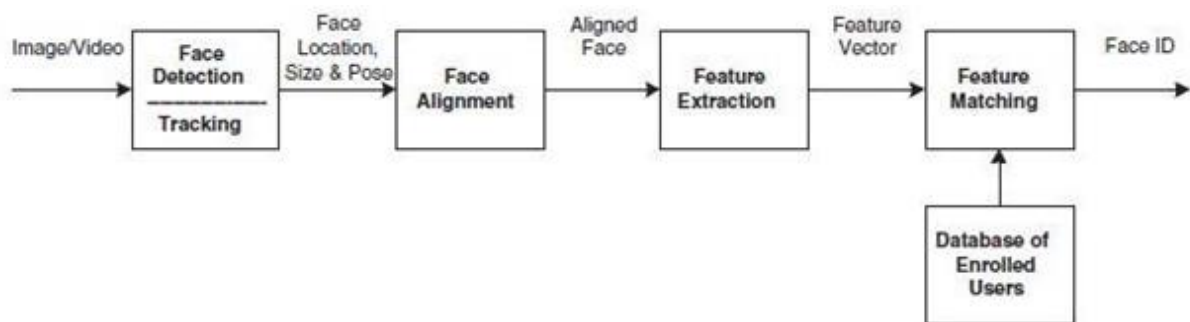 Image/Video
Face
Detection
Tracking
Face
Location,
Size & Pose
Face
Alignment
Aligned
Face
Feature
Extraction
Feature
Vector
Feature
Matching
Face ID
Database of
Enrolled
Users